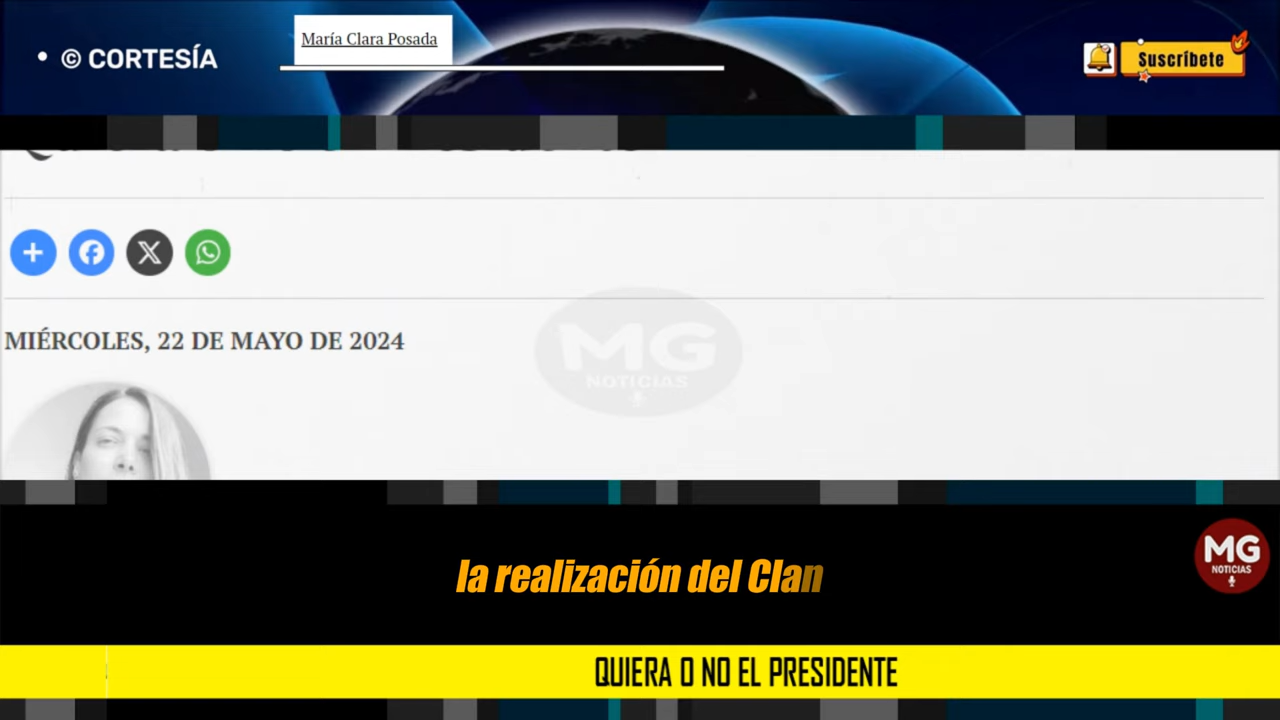 María Clara Posada
• © CORTESÍA
Suscríbete
MIÉRCOLES, 22 DE MAYO DE 2024
MG
NOTICIAS
la realización del Clan
MG
NOTICIAS
QUIERA O NO EL PRESIDENTE